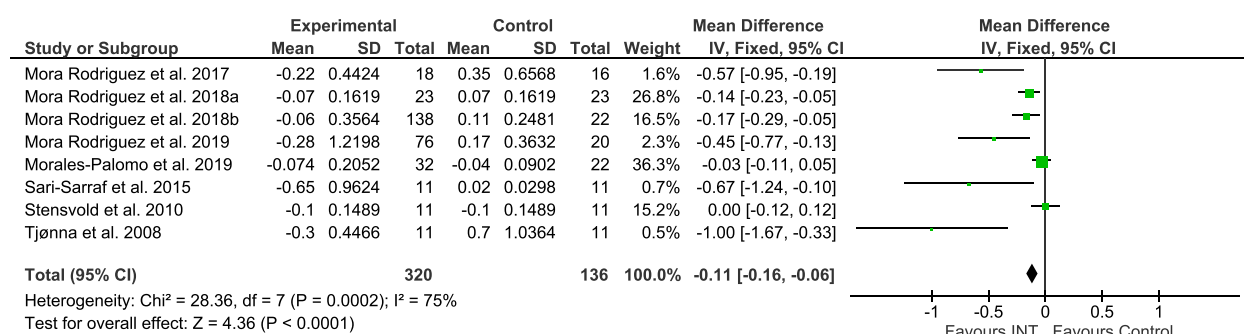 Experimental Control Mean Difference Mean Difference
Study or Subgroup Mean SD Total Mean SD Total Weight IV, Fixed, 95% CI IV, Fixed, 95% CI
Mora Rodriguez et al. 2017 -0.22 0.4424 18 0.35 0.6568 16 1.6% -0.57 [-0.95, -0.19]
Mora Rodriguez et al. 2018a -0.07 0.1619 23 0.07 0.1619 23 26.8% -0.14 [-0.23, -0.05]
Mora Rodriguez et al. 2018b -0.06 0.3564 138 0.11 0.2481 22 16.5% -0.17 [-0.29, -0.05]
Mora Rodriguez et al. 2019 -0.28 1.2198 76 0.17 0.3632 20 2.3% -0.45 [-0.77, -0.13]
Morales-Palomo et al. 2019 -0.074 0.2052 32 -0.04 0.0902 22 36.3% -0.03 [-0.11, 0.05]
Sari-Sarraf et al. 2015 -0.65 0.9624 11 0.02 0.0298 11 0.7% -0.67 [-1.24, -0.10]
Stensvold et al. 2010 -0.1 0.1489 11 -0.1 0.1489 11 15.2% 0.00 [-0.12, 0.12]
Tjønna et al. 2008 -0.3 0.4466 11 0.7 1.0364 11 0.5% -1.00 [-1.67, -0.33]
Total (95% CI) 320 136 100.0% -0.11 [-0.16, -0.06]
Heterogeneity: Chi² = 28.36, df = 7 (P = 0.0002); I² = 75%
Test for overall effect: Z = 4.36 (P < 0.0001)
-1 -0.5 0 0.5 1
Favours INT Favours Control